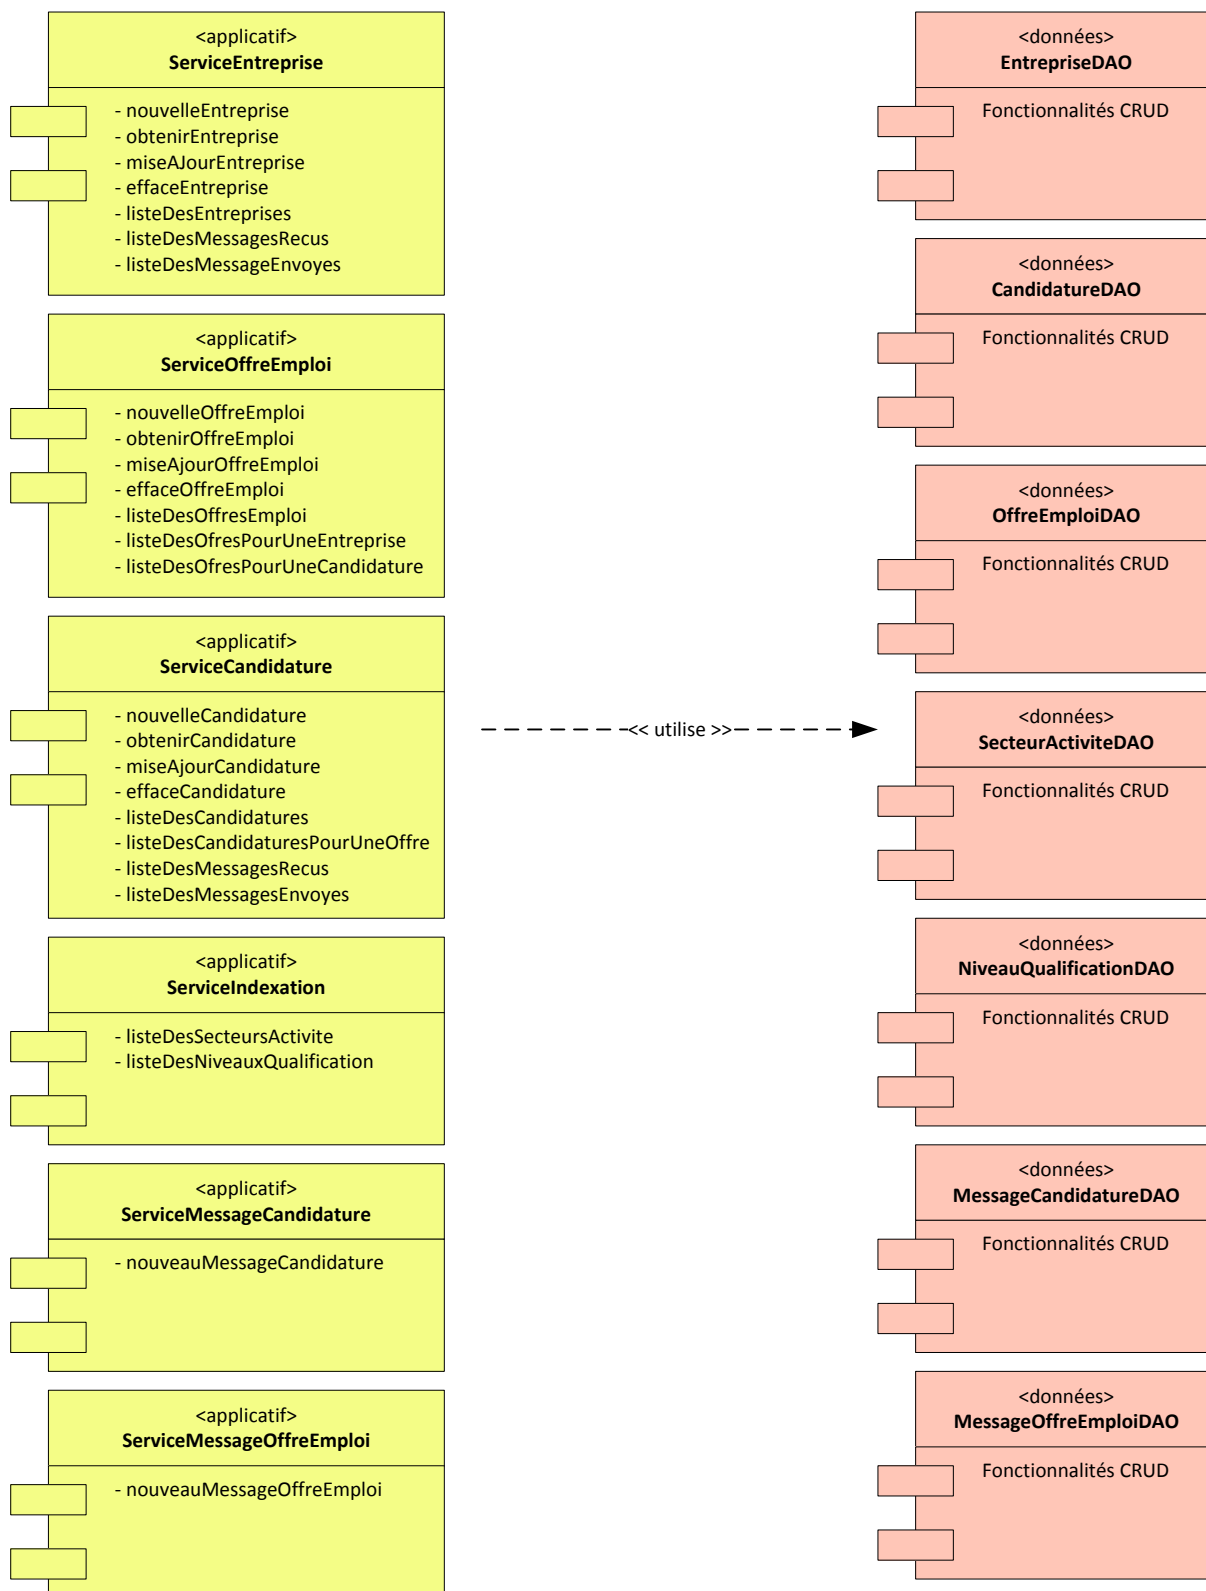 <applicatif>
ServiceEntreprise
- nouvelleEntreprise
- obtenirEntreprise
- miseAJourEntreprise
- effaceEntreprise
- listeDesEntreprises
- listeDesMessagesRecus
- listeDesMessageEnvoyes
<applicatif>
ServiceOffreEmploi
- nouvelleOffreEmploi
- obtenirOffreEmploi
- miseAjourOffreEmploi
- effaceOffreEmploi
- listeDesOffresEmploi
- listeDesOfresPourUneEntreprise
- listeDesOfresPourUneCandidature
<applicatif>
ServiceCandidature
- nouvelleCandidature
- obtenirCandidature
- miseAjourCandidature
- effaceCandidature
- listeDesCandidatures
- listeDesCandidaturesPourUneOffre
- listeDesMessagesRecus
- listeDesMessagesEnvoyes
<applicatif>
ServiceIndexation
- listeDesSecteursActivite
- listeDesNiveauxQualification
<applicatif>
ServiceMessageCandidature
- nouveauMessageCandidature
<applicatif>
ServiceMessageOffreEmploi
- nouveauMessageOffreEmploi
<< utilise >>
<données>
EntrepriseDAO
Fonctionnalités CRUD
<données>
CandidatureDAO
Fonctionnalités CRUD
<données>
OffreEmploiDAO
Fonctionnalités CRUD
<données>
SecteurActiviteDAO
Fonctionnalités CRUD
<données>
NiveauQualificationDAO
Fonctionnalités CRUD
<données>
MessageCandidatureDAO
Fonctionnalités CRUD
<données>
MessageOffreEmploiDAO
Fonctionnalités CRUD